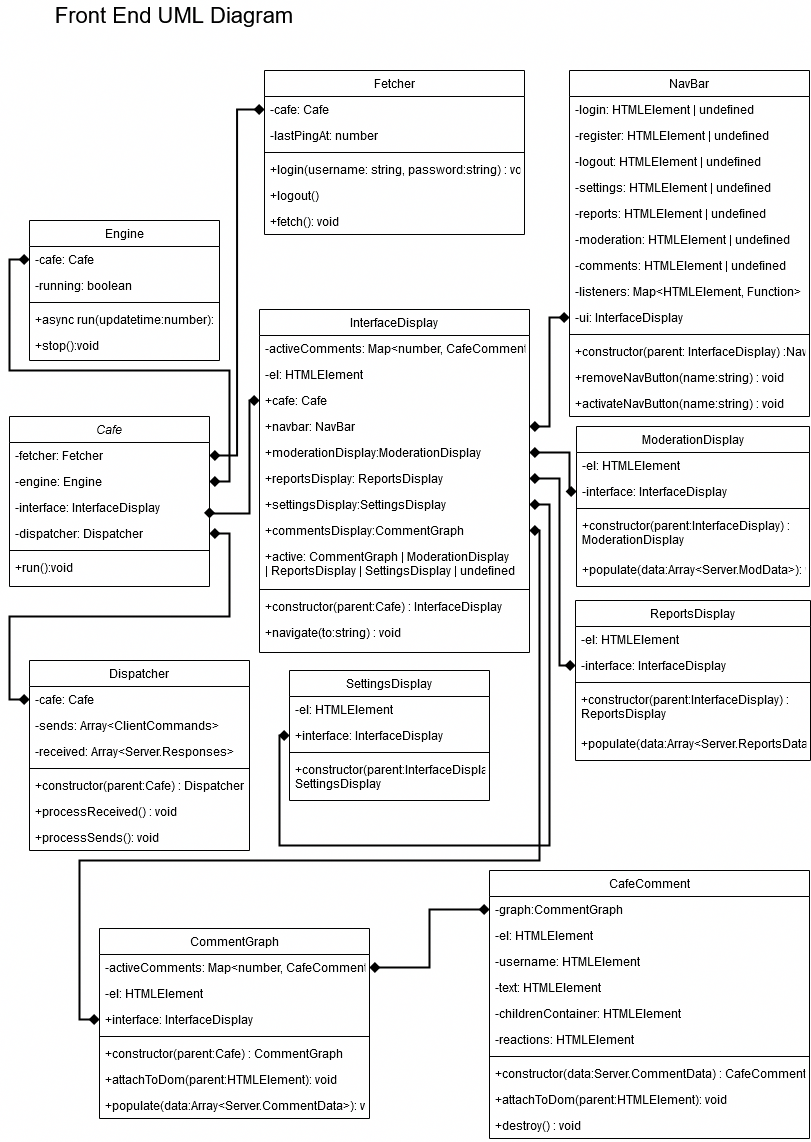 Front End UML Diagram
Fetcher
-cafe: Cafe
-lastPingAt: number
+login(username: string, password:string) : vo
+logout()
+fetch(): void
NavBar
-login: HTMLElement | undefined
-register: HTMLElement | undefined
-logout: HTMLElement | undefined
-settings: HTMLElement | undefined
-reports: HTMLElement | undefined
-moderation: HTMLElement | undefined
-comments: HTMLElement | undefined
-listeners: Map<HTMLElement, Function>
-ui: InterfaceDisplay
+constructor(parent: InterfaceDisplay) :Nav
+removeNavButton(name:string) : void
+activateNavButton(name:string) : void
Engine
-cafe: Cafe
-running: boolean
+async run(updatetime:number):
+stop():void
InterfaceDisplay
-activeComments: Map<number, CafeComment
-el: HTMLElement
+cafe: Cafe
+navbar: NavBar
+moderationDisplay:ModerationDisplay
+reportsDisplay: ReportsDisplay
+settingsDisplay:SettingsDisplay
+commentsDisplay:CommentGraph
+active: CommentGraph | ModerationDisplay
| ReportsDisplay | SettingsDisplay | undefined
+constructor(parent:Cafe) : InterfaceDisplay
+navigate(to:string) : void
Cafe
-fetcher: Fetcher
-engine: Engine
-interface: InterfaceDisplay
-dispatcher: Dispatcher
+run():void
ModerationDisplay
-el: HTMLElement
-interface: InterfaceDisplay
+constructor(parent:InterfaceDisplay) :
ModerationDisplay
+populate(data:Array<Server.ModData>):
ReportsDisplay
-el: HTMLElement
-interface: InterfaceDisplay
+constructor(parent:InterfaceDisplay) :
ReportsDisplay
+populate(data:Array<Server.ReportsData
Dispatcher
-cafe: Cafe
-sends: Array<ClientCommands>
-received: Array<Server.Responses>
+constructor(parent:Cafe) : Dispatcher
+processReceived() : void
+processSends(): void
SettingsDisplay
-el: HTMLElement
+interface: InterfaceDisplay
+constructor(parent:InterfaceDispla
SettingsDisplay
CommentGraph
-activeComments: Map<number, CafeComment
-el: HTMLElement
+interface: InterfaceDisplay
+constructor(parent:Cafe) : CommentGraph
+attachToDom(parent:HTMLElement): void
+populate(data:Array<Server.CommentData>): v
CafeComment
-graph:CommentGraph
-el: HTMLElement
-username: HTMLElement
-text: HTMLElement
-childrenContainer: HTMLElement
-reactions: HTMLElement
+constructor(data:Server.CommentData) : CafeComment
+attachToDom(parent:HTMLElement): void
+destroy() : void